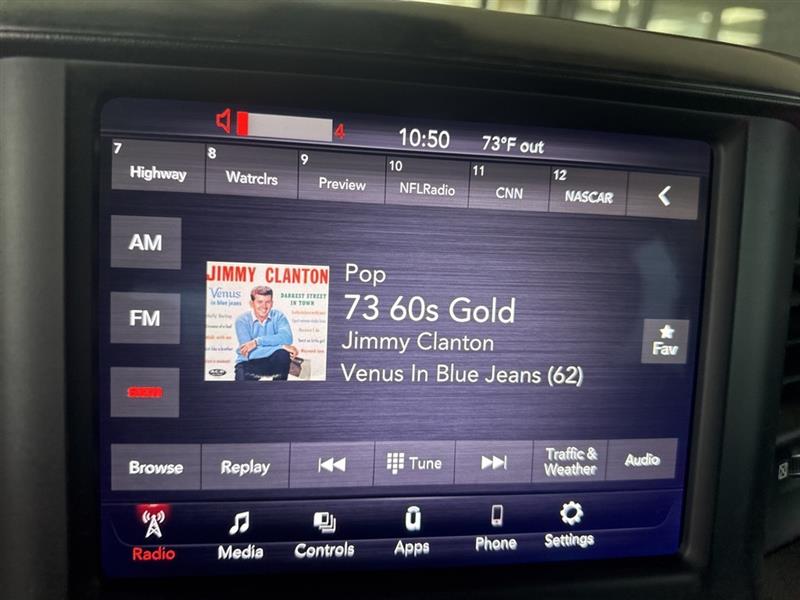 4
10:50
73°F out
7 Highway
8 Watrclrs
9 Preview
10 NFLRadio
11 CNN
12 NASCAR
AM
FM
SXM
JIMMY CLANTON
Venus
in blue jeans
DARKEST STREET
IN TOWN
Pop
73 60s Gold
Jimmy Clanton
Venus In Blue Jeans (62)
Fav
Browse
Replay
Tune
Traffic &
Weather
Audio
Radio
Media
Controls
Apps
Phone
Settings